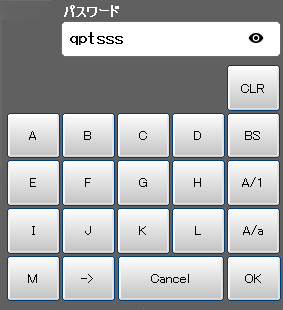 パスワード
qptsss
CLR
A B C D BS
E F G H A/1
I J K L A/a
M -> Cancel OK